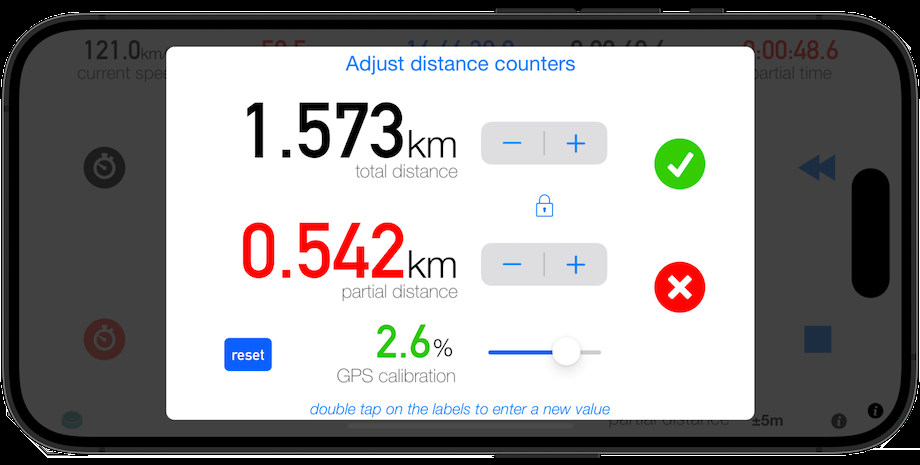 121.0km/
current spe
0:00:48.6
partial time
Adjust distance counters
1.573km
total distance
− +
0.542km
partial distance
− +
reset
2.6%
GPS calibration
double tap on the labels to enter a new value
partial distance ±5m